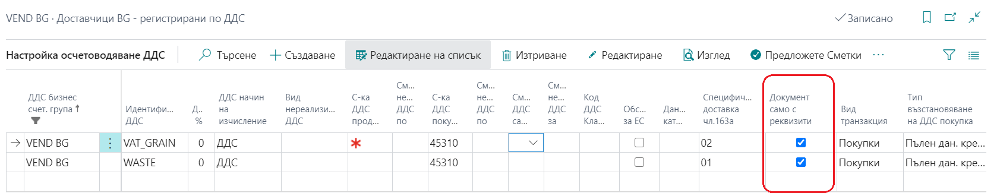 VEND BG · Доставчици BG - регистрирани по ДДС
Записано
Настройка осчетоводяване ДДС
Търсене
Създаване
Редактиране на списък
Изтриване
Редактиране
Изглед
Предложете Сметки
ДДС бизнес
счет. група
Идентифи...
ДДС
Д..
%
ДДС начин
на
изчисление
Вид
нереализи...
ДДС
С-ка
ДДС
прод...
См...
не...
ДДС
по
С-ка
ДДС
поку...
См...
не...
ДДС
по
См...
ДДС
са...
См...
не...
ДДС
за
Код
ДДС
Кла...
Обс...
за ЕС
Дан...
кат...
Специфич...
доставка
чл.163а
Документ
само с
реквизити
Вид
транзакция
Тип
възстановяване
на ДДС покупка
VEND BG VAT_GRAIN 0 ДДС 45310 02 Покупки Пълен дан. кре...
VEND BG WASTE 0 ДДС 45310 01 Покупки Пълен дан. кре...